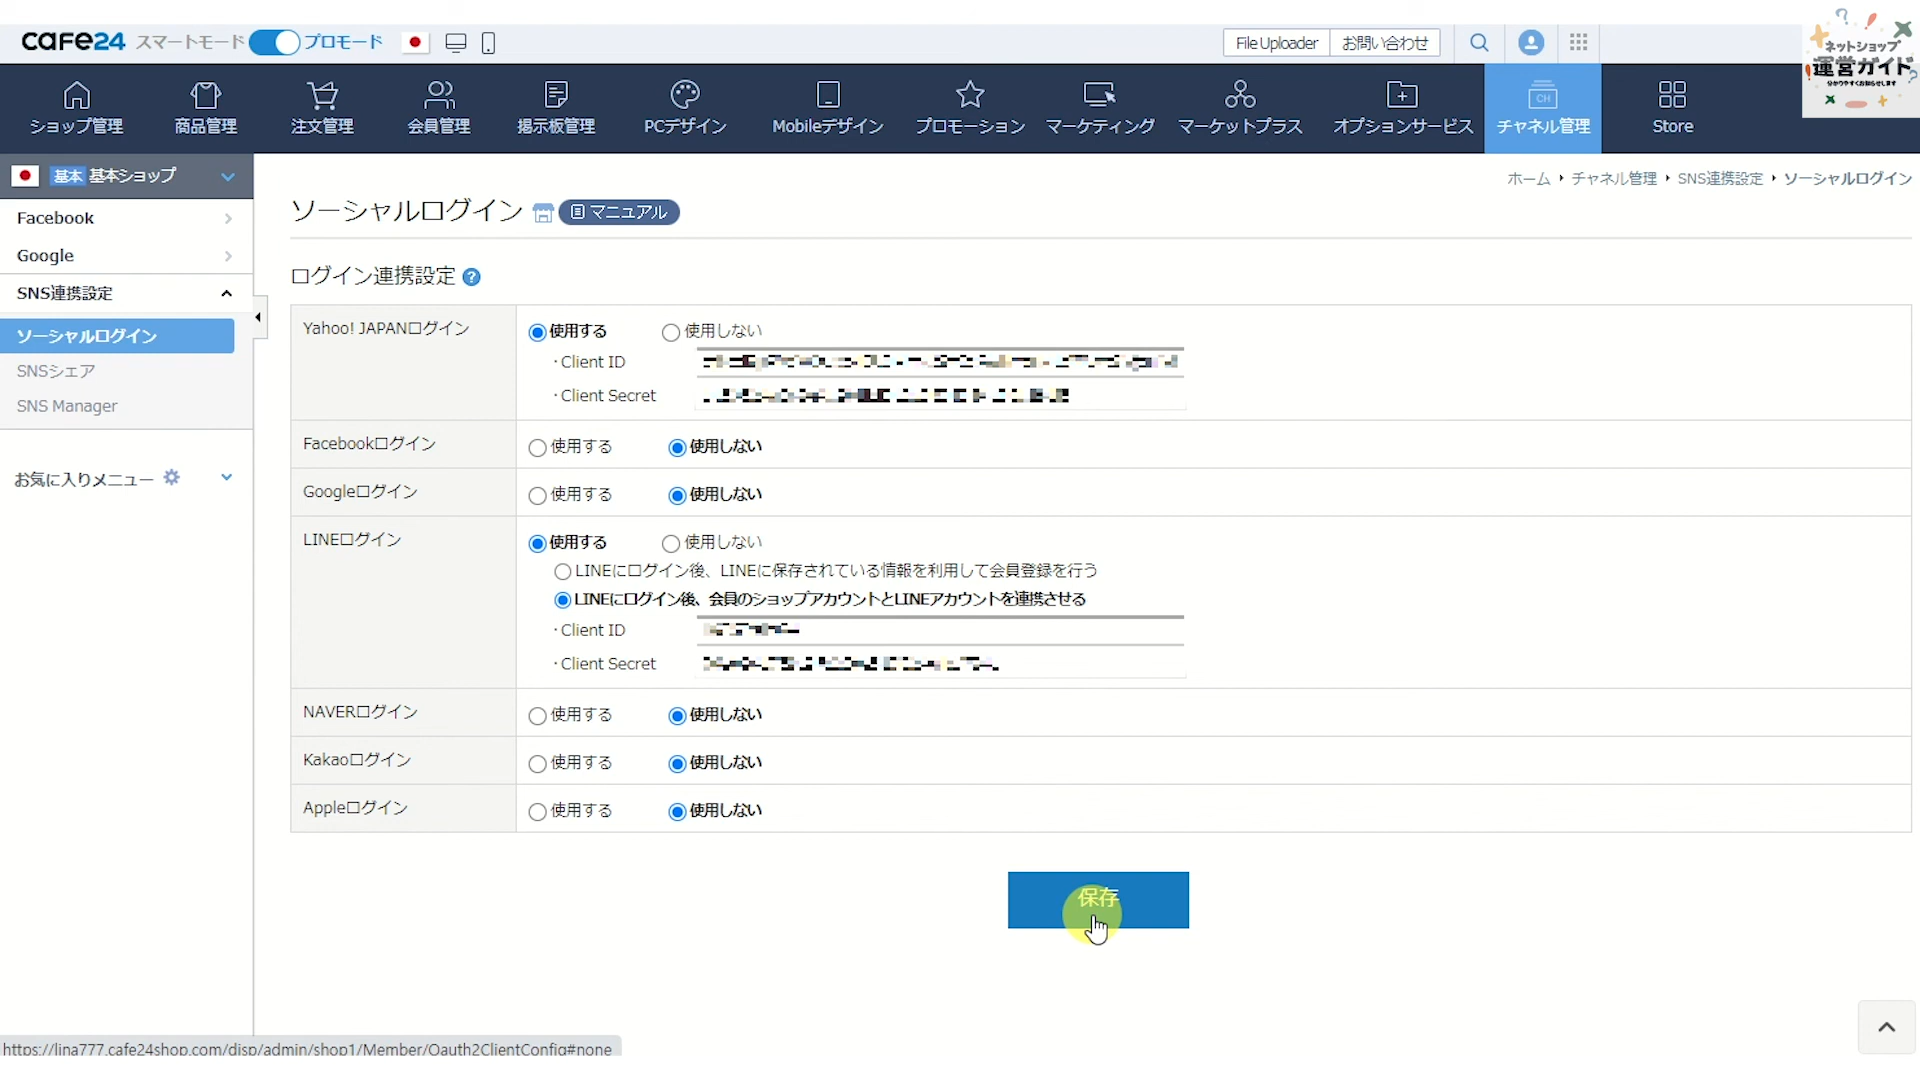 cafe24 スマートモード プロモード File Uploader お問い合わせ
ネットショップ
運営ガイド
分かりやすくお知らせします
ショップ管理 商品管理 注文管理 会員管理 掲示板管理 PCデザイン Mobileデザイン プロモーション マーケティング マーケットプラス オプションサービス CH チャネル管理 Store
基本 基本ショップ
ホーム チャネル管理 SNS連携設定 ソーシャルログイン
Facebook
Google
SNS連携設定
ソーシャルログイン
SNSシェア
SNS Manager
お気に入りメニュー
ソーシャルログイン マニュアル
ログイン連携設定 ?
Yahoo! JAPANログイン 使用する 使用しない
・Client ID
・Client Secret
Facebookログイン 使用する 使用しない
Googleログイン 使用する 使用しない
LINEログイン 使用する 使用しない
LINEにログイン後、LINEに保存されている情報を利用して会員登録を行う
LINEにログイン後、会員のショップアカウントとLINEアカウントを連携させる
・Client ID
・Client Secret
NAVERログイン 使用する 使用しない
Kakaoログイン 使用する 使用しない
Appleログイン 使用する 使用しない
保存
https://lina777.cafe24shop.com/disp/admin/shop1/Member/Oauth2ClientConfig#none